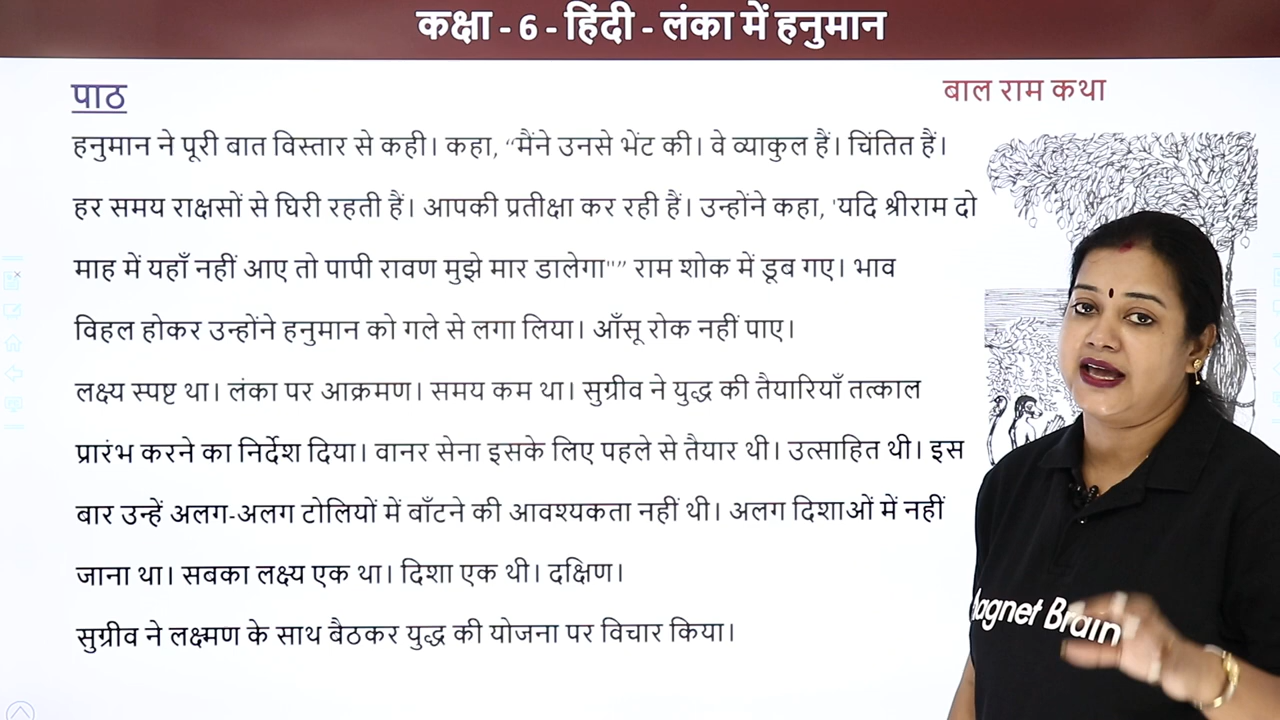 कक्षा - 6 - हिंदी - लंका में हनुमान
पाठ
बाल राम कथा
हनुमान ने पूरी बात विस्तार से कही। कहा, “मैंने उनसे भेंट की। वे व्याकुल हैं। चिंतित हैं।
हर समय राक्षसों से घिरी रहती हैं। आपकी प्रतीक्षा कर रही हैं। उन्होंने कहा, 'यदि श्रीराम दो
माह में यहाँ नहीं आए तो पापी रावण मुझे मार डालेगा"” राम शोक में डूब गए। भाव
विहल होकर उन्होंने हनुमान को गले से लगा लिया। आँसू रोक नहीं पाए।
लक्ष्य स्पष्ट था। लंका पर आक्रमण। समय कम था। सुग्रीव ने युद्ध की तैयारियाँ तत्काल
प्रारंभ करने का निर्देश दिया। वानर सेना इसके लिए पहले से तैयार थी। उत्साहित थी। इस
बार उन्हें अलग-अलग टोलियों में बाँटने की आवश्यकता नहीं थी। अलग दिशाओं में नहीं
जाना था। सबका लक्ष्य एक था। दिशा एक थी। दक्षिण।
सुग्रीव ने लक्ष्मण के साथ बैठकर युद्ध की योजना पर विचार किया।
agnet Brain